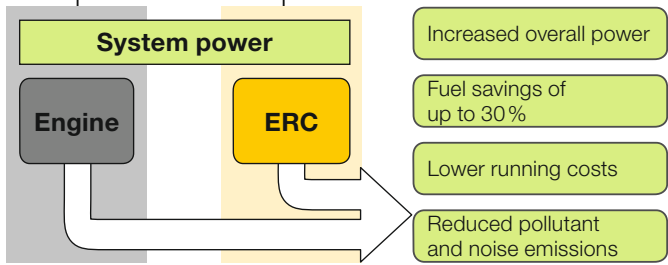 System power
Engine
ERC
Increased overall power
Fuel savings of
up to 30 %
Lower running costs
Reduced pollutant
and noise emissions